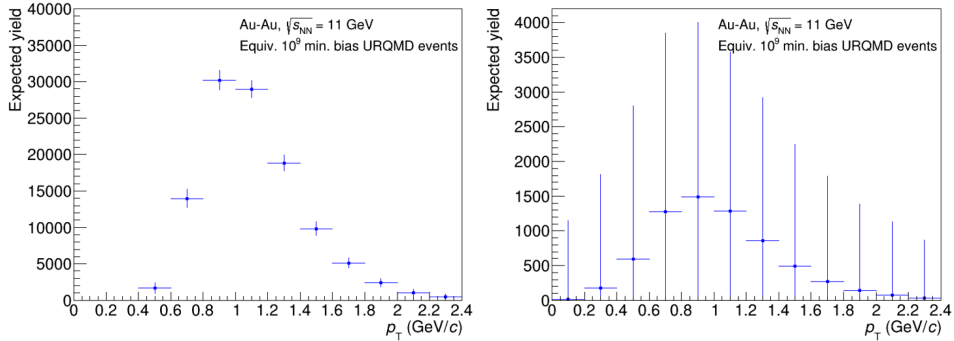 Expected yield
40000
35000
30000
25000
20000
15000
10000
5000
0
Au-Au, √sNN = 11 GeV
Equiv. 10⁹ min. bias URQMD events
0 0.2 0.4 0.6 0.8 1 1.2 1.4 1.6 1.8 2 2.2 2.4
pT (GeV/c)
Expected yield
4000
3500
3000
2500
2000
1500
1000
500
0
Au-Au, √sNN = 11 GeV
Equiv. 10⁹ min. bias URQMD events
0 0.2 0.4 0.6 0.8 1 1.2 1.4 1.6 1.8 2 2.2 2.4
pT (GeV/c)